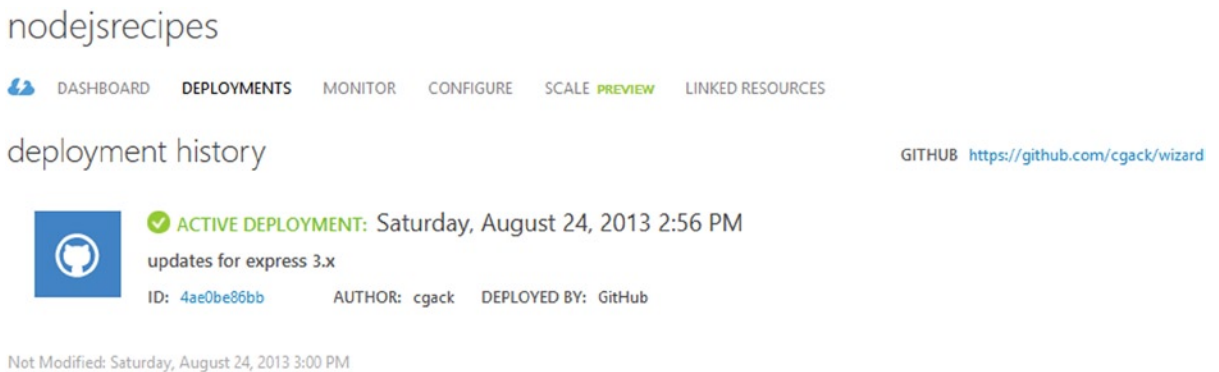 nodejsrecipes
DASHBOARD DEPLOYMENTS MONITOR CONFIGURE SCALE PREVIEW LINKED RESOURCES
deployment history
GITHUB https://github.com/cgack/wizard
ACTIVE DEPLOYMENT: Saturday, August 24, 2013 2:56 PM
updates for express 3.x
ID: 4ae0be86bb AUTHOR: cgack DEPLOYED BY: GitHub
Not Modified: Saturday, August 24, 2013 3:00 PM